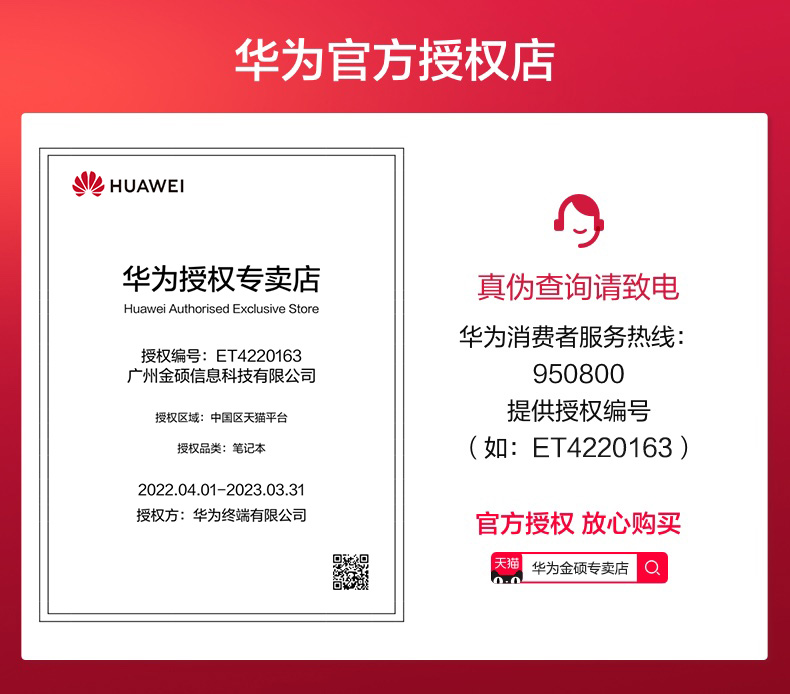 华为官方授权店
HUAWEI
华为授权专卖店
Huawei Authorised Exclusive Store
授权编号：ET4220163
广州金硕信息科技有限公司
授权区域：中国区天猫平台
授权品类：笔记本
2022.04.01-2023.03.31
授权方：华为终端有限公司
真伪查询请致电
华为消费者服务热线：
950800
提供授权编号
（如：ET4220163）
官方授权 放心购买
天猫 华为金硕专卖店